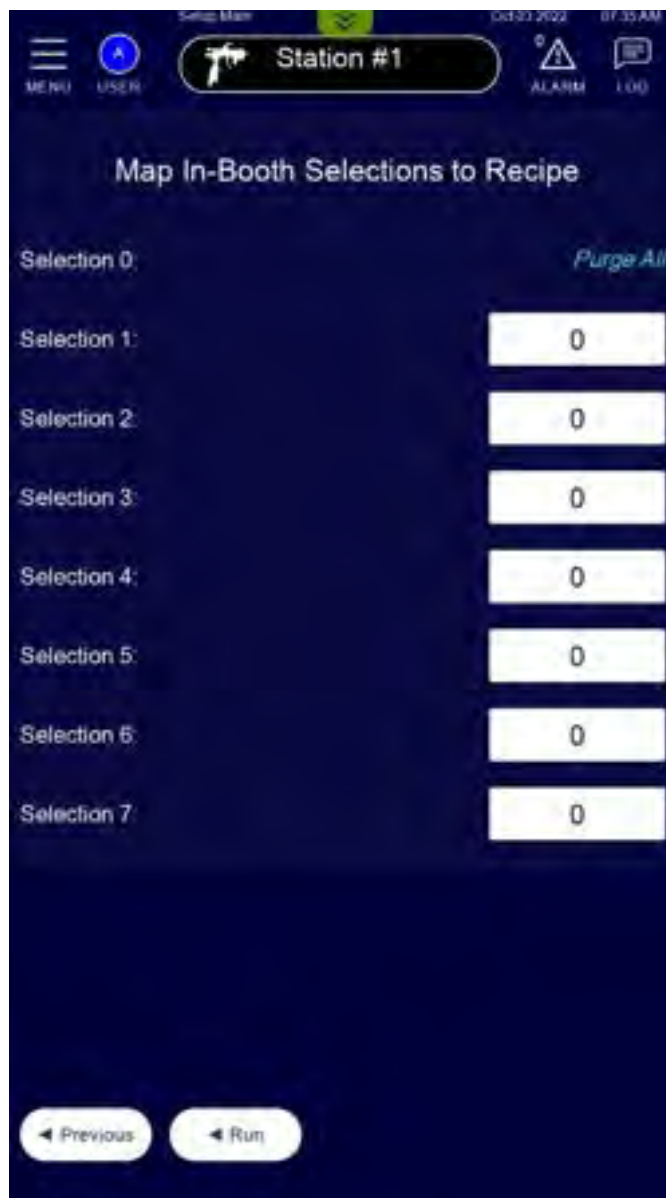 Setup Main Oct-03 2022 07:35 AM
MENU A USER Station #1 0 ALARM LOG
Map In-Booth Selections to Recipe
Selection 0: Purge All
Selection 1: 0
Selection 2: 0
Selection 3: 0
Selection 4: 0
Selection 5: 0
Selection 6: 0
Selection 7: 0
Previous Run